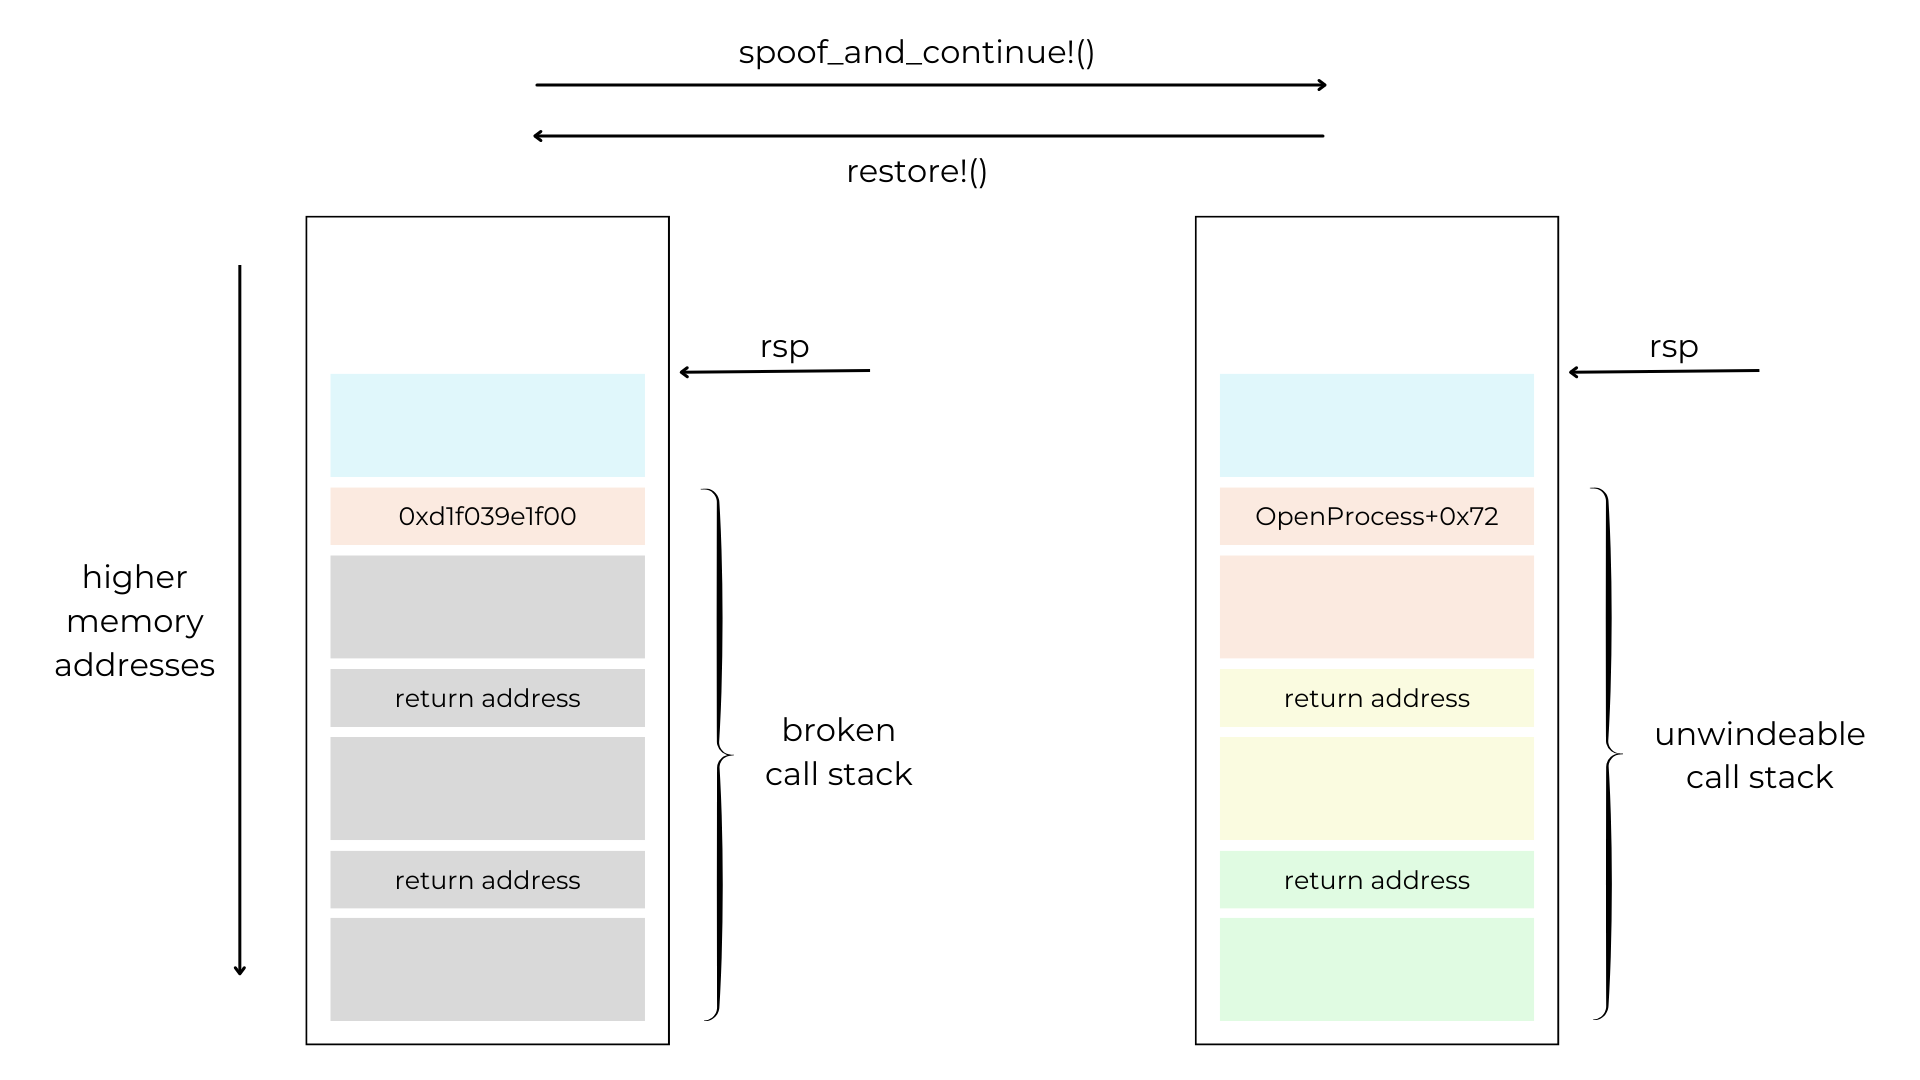 spoof_and_continue!()
restore!()
rsp
rsp
0xd1f039e1f00
OpenProcess+0x72
higher
memory
addresses
return address
return address
broken
call stack
unwindeable
call stack
return address
return address